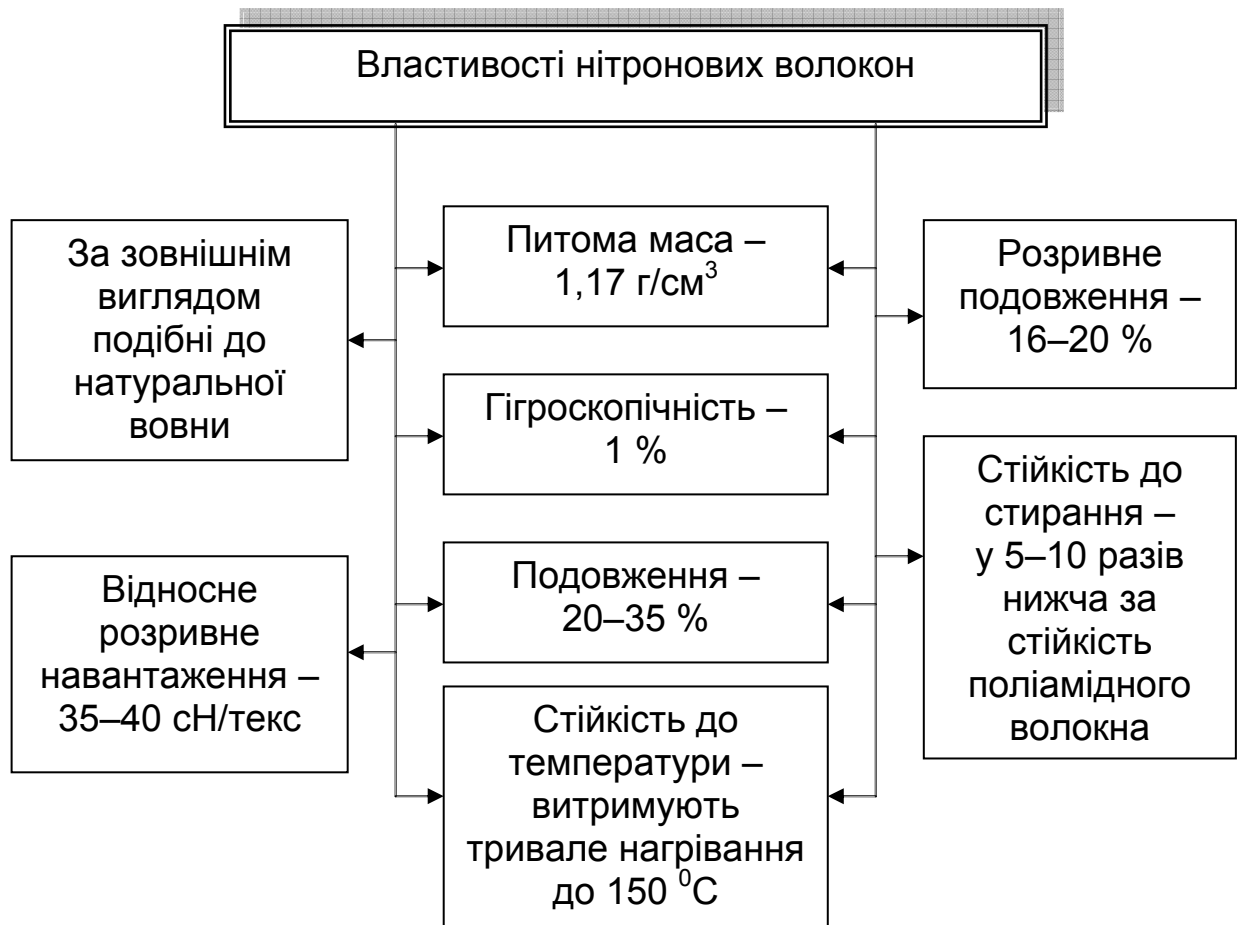 Властивості нітронових волокон
За зовнішнім
виглядом
подібні до
натуральної
вовни
Відносне
розривне
навантаження –
35–40 сН/текс
Питома маса –
1,17 г/см³
Гігроскопічність –
1 %
Подовження –
20–35 %
Стійкість до
температури –
витримують
тривале нагрівання
до 150 ⁰С
Розривне
подовження –
16–20 %
Стійкість до
стирання –
у 5–10 разів
нижча за
стійкість
поліамідного
волокна